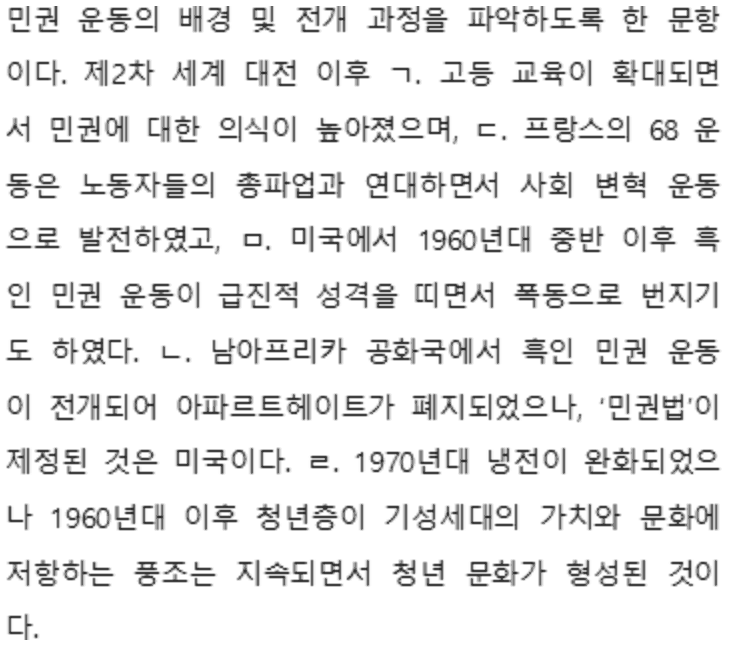 민권 운동의 배경 및 전개 과정을 파악하도록 한 문항
이다. 제2차 세계 대전 이후 ㄱ. 고등 교육이 확대되면
서 민권에 대한 의식이 높아졌으며, ㄷ. 프랑스의 68 운
동은 노동자들의 총파업과 연대하면서 사회 변혁 운동
으로 발전하였고, ㅁ. 미국에서 1960년대 중반 이후 흑
인 민권 운동이 급진적 성격을 띠면서 폭동으로 번지기
도 하였다. ㄴ. 남아프리카 공화국에서 흑인 민권 운동
이 전개되어 아파르트헤이트가 폐지되었으나, ‘민권법’이
제정된 것은 미국이다. ㄹ. 1970년대 냉전이 완화되었으
나 1960년대 이후 청년층이 기성세대의 가치와 문화에
저항하는 풍조는 지속되면서 청년 문화가 형성된 것이
다.